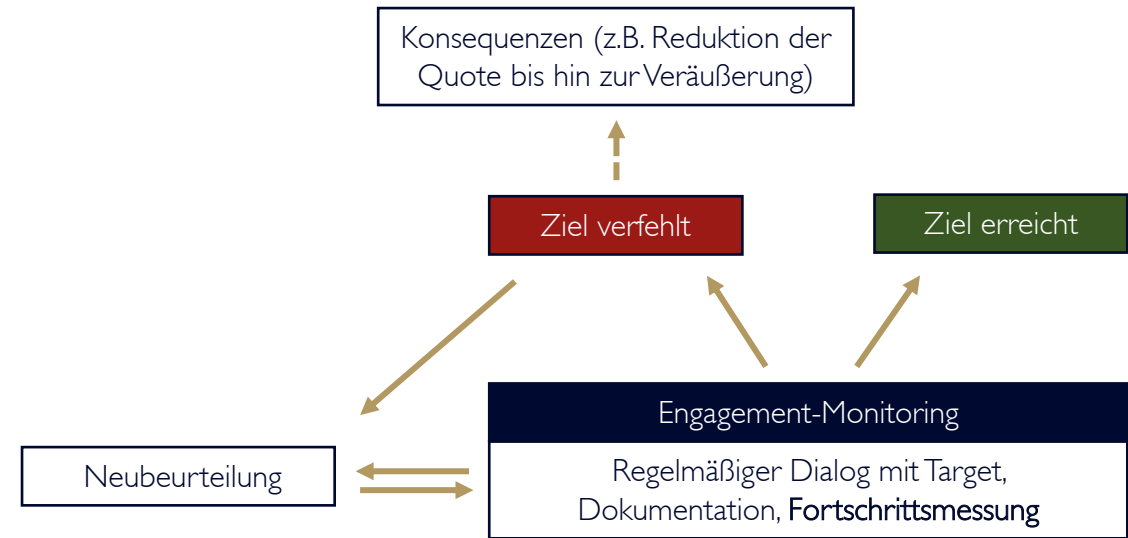 Konsequenzen (z.B. Reduktion der
Quote bis hin zur Veräußerung)
Ziel verfehlt
Ziel erreicht
Engagement-Monitoring
Neubeurteilung
Regelmäßiger Dialog mit Target,
Dokumentation, Fortschrittsmessung